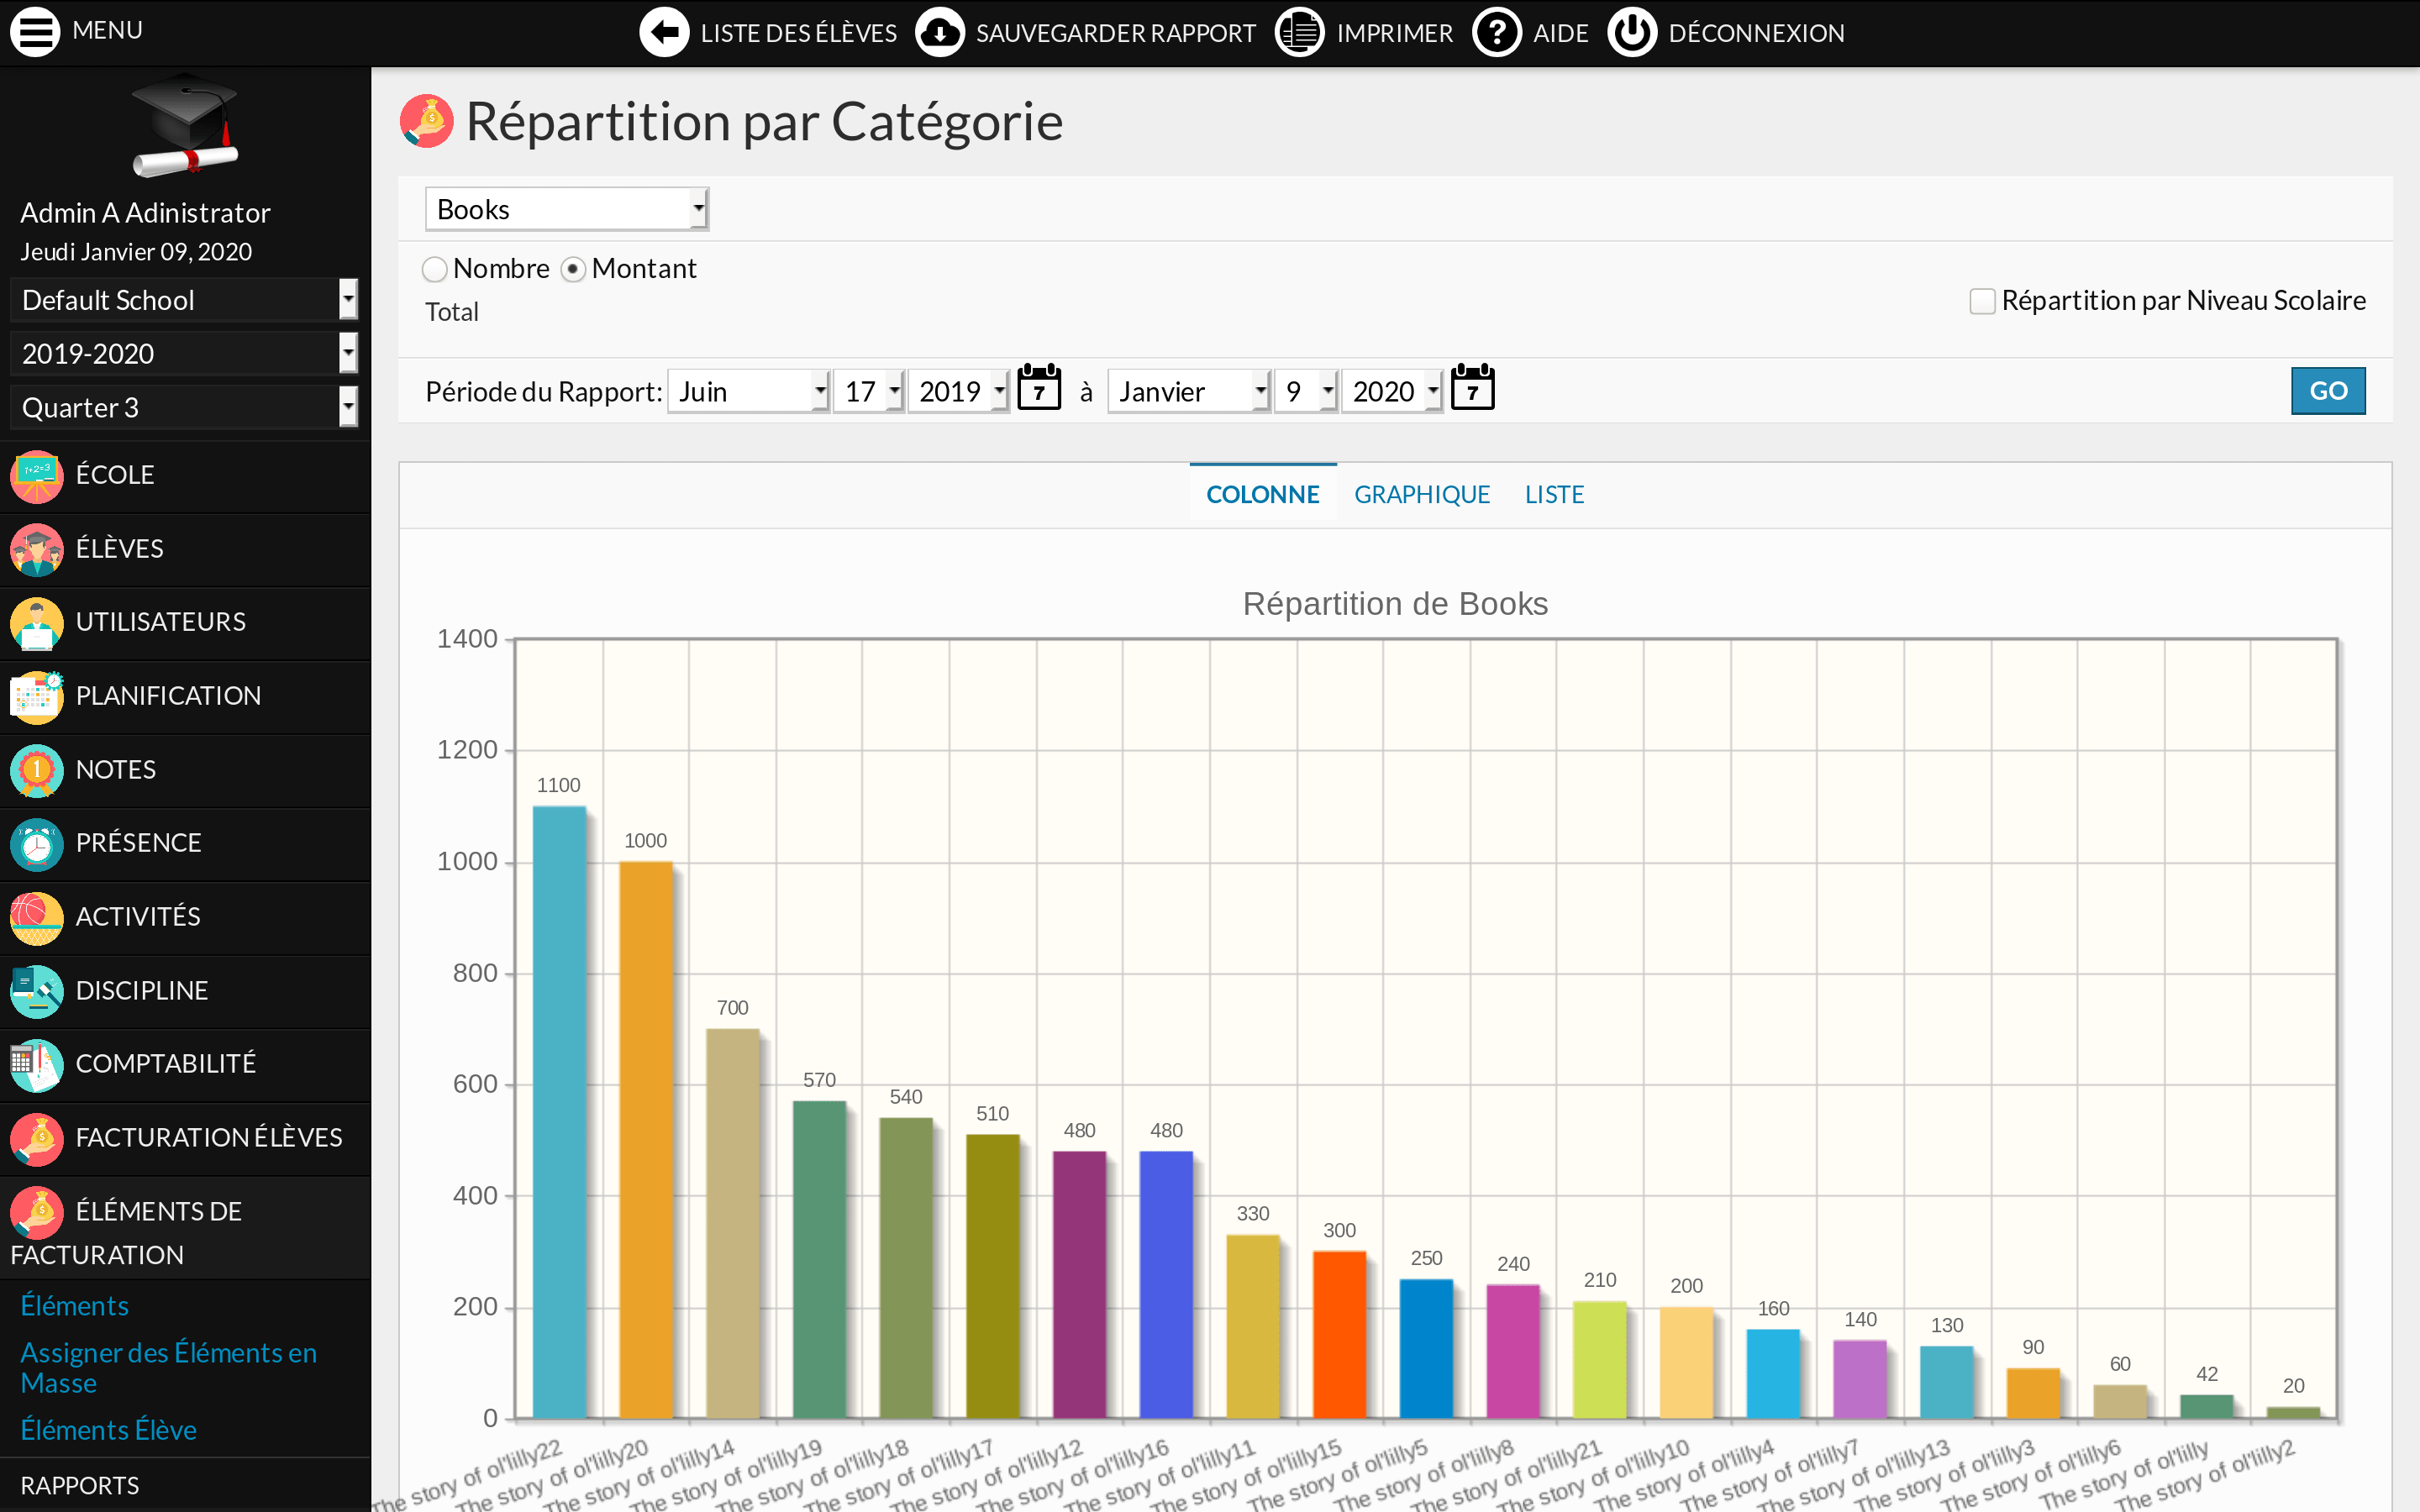 MENU
LISTE DES ÉLÈVES
SAUVEGARDER RAPPORT
IMPRIMER
? AIDE
DÉCONNEXION
Admin A Adinistrator
Jeudi Janvier 09, 2020
Default School
2019-2020
Quarter 3
1+2=3
ÉCOLE
ÉLÈVES
UTILISATEURS
PLANIFICATION
1
NOTES
PRÉSENCE
ACTIVITÉS
DISCIPLINE
COMPTABILITÉ
FACTURATION ÉLÈVES
ÉLÉMENTS DE
FACTURATION
Éléments
Assigner des Éléments en
Masse
Éléments Élève
RAPPORTS
Répartition par Catégorie
Books
Nombre Montant
Total
Répartition par Niveau Scolaire
Période du Rapport: Juin 17 2019 7 à Janvier 9 2020 7
GO
COLONNE GRAPHIQUE LISTE
Répartition de Books
1400
1200
1000
800
600
400
200
0
1100
1000
700
570
540
510
480
480
330
300
250
240
210
200
160
140
130
90
60
42
20
The story of ol'lilly22
The story of ol'lilly20
The story of ol'lilly14
The story of ol'lilly19
The story of ol'lilly18
The story of ol'lilly17
The story of ol'lilly12
The story of ol'lilly16
The story of ol'lilly11
The story of ol'lilly15
The story of ol'lilly5
The story of ol'lilly8
The story of ol'lilly21
The story of ol'lilly10
The story of ol'lilly4
The story of ol'lilly7
The story of ol'lilly13
The story of ol'lilly3
The story of ol'lilly6
The story of ol'lilly
The story of ol'lilly2